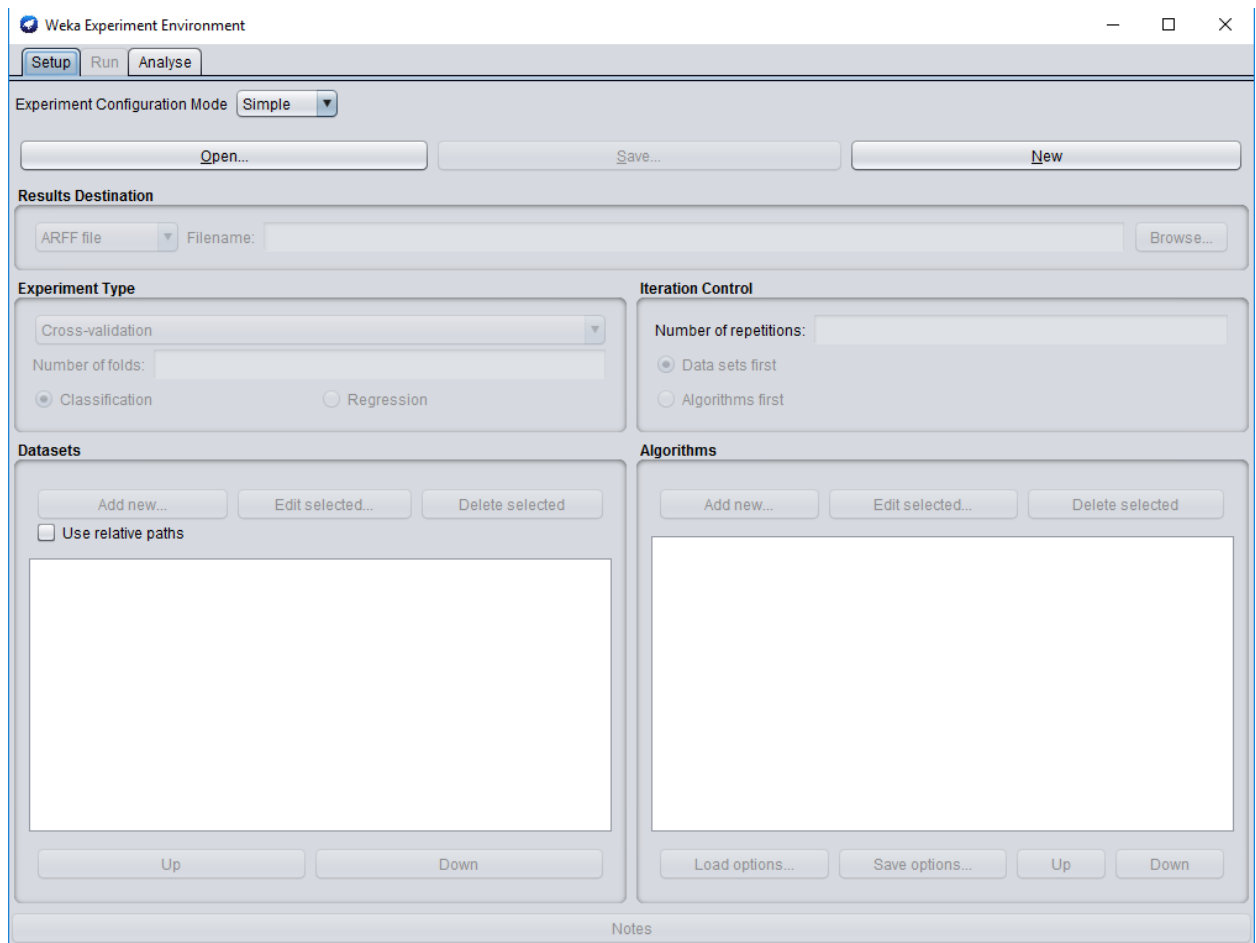 Weka Experiment Environment
Setup Run Analyse
Experiment Configuration Mode Simple
Open... Save... New
Results Destination
ARFF file Filename: Browse...
Experiment Type
Cross-validation
Number of folds:
Classification Regression
Iteration Control
Number of repetitions:
Data sets first
Algorithms first
Datasets
Add new... Edit selected... Delete selected
Use relative paths
Up Down
Algorithms
Add new... Edit selected... Delete selected
Load options... Save options... Up Down
Notes